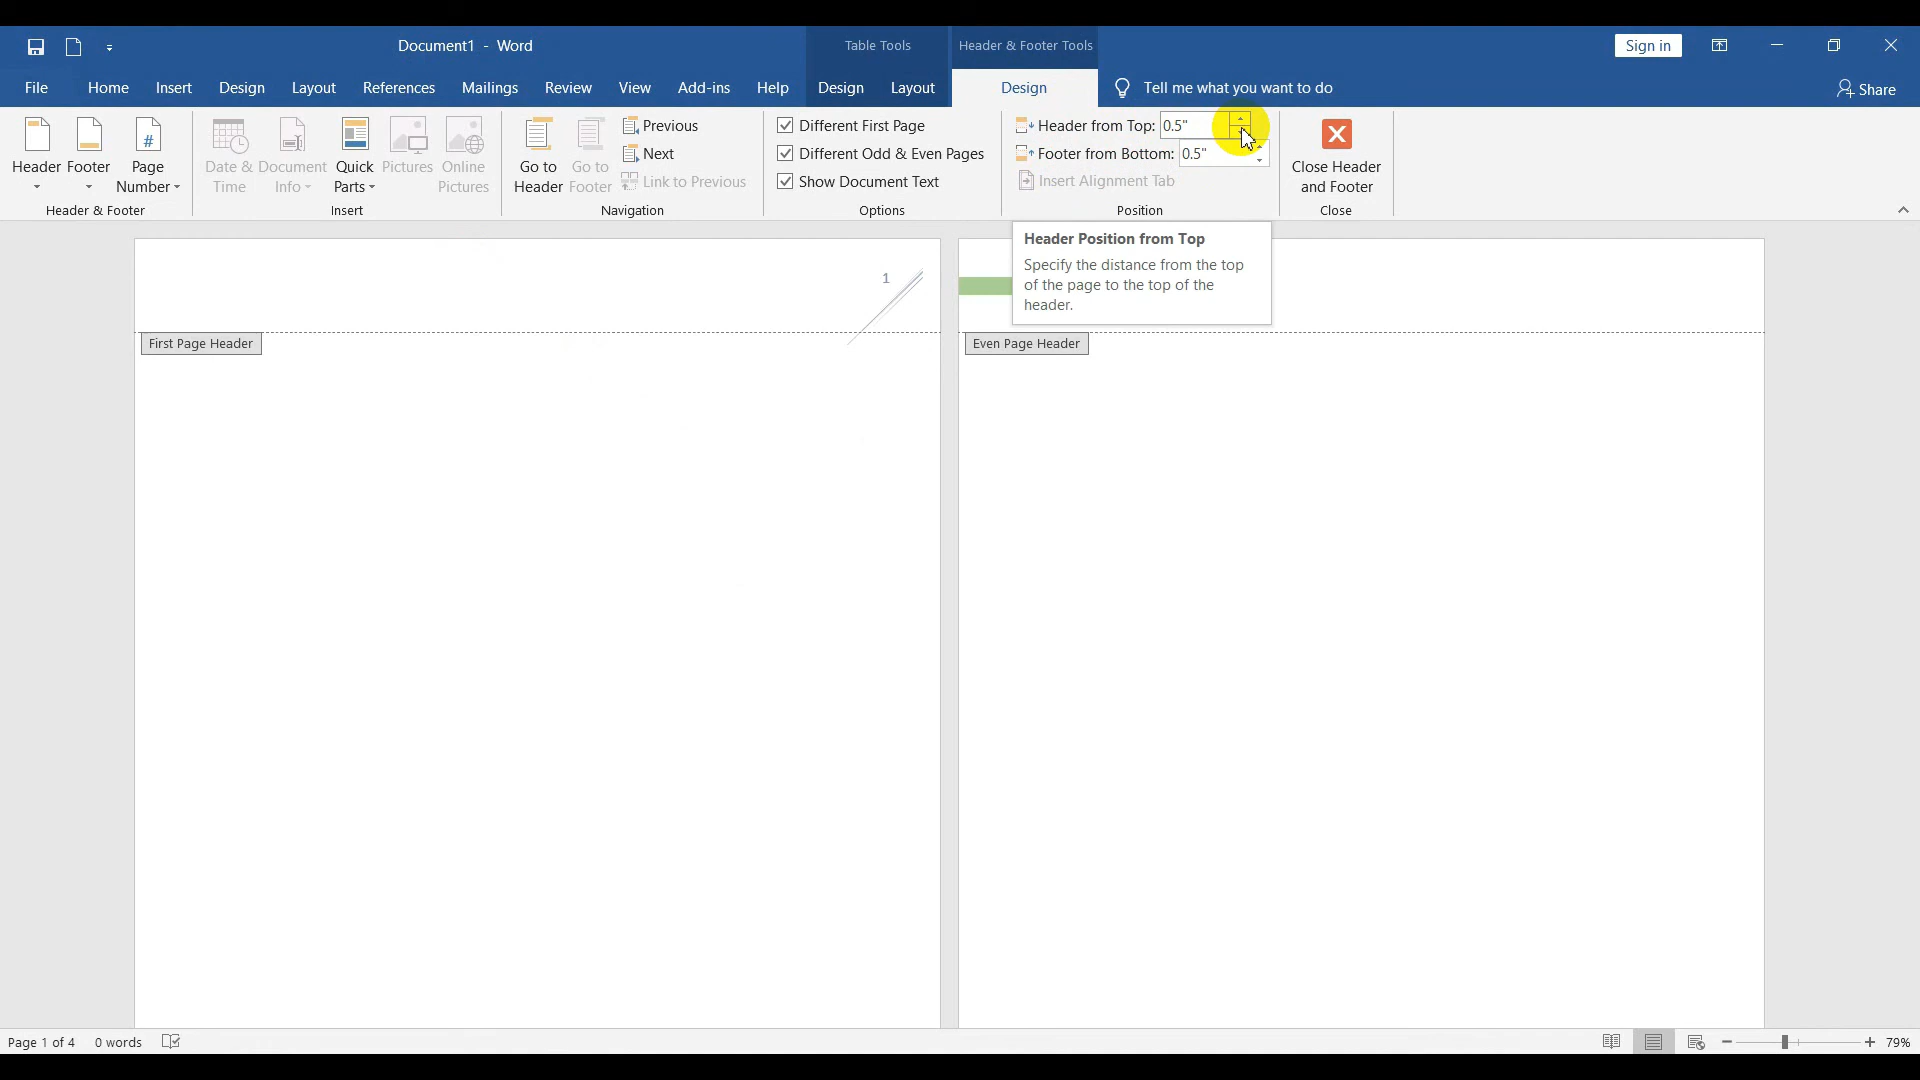 Document1 - Word
Table Tools
Header & Footer Tools
Sign in
File Home Insert Design Layout References Mailings Review View Add-ins Help Design Layout Design Tell me what you want to do Share
Header
Footer
Page
Number
Header & Footer
Date &
Time
Document
Info
Quick
Parts
Pictures
Online
Pictures
Insert
Go to
Header
Go to
Footer
Previous
Next
Link to Previous
Navigation
Different First Page
Different Odd & Even Pages
Show Document Text
Options
Header from Top: 0.5"
Footer from Bottom: 0.5"
Insert Alignment Tab
Position
Close Header
and Footer
Close
Header Position from Top
Specify the distance from the top
of the page to the top of the
header.
1
First Page Header
Even Page Header
Page 1 of 4 0 words
79%